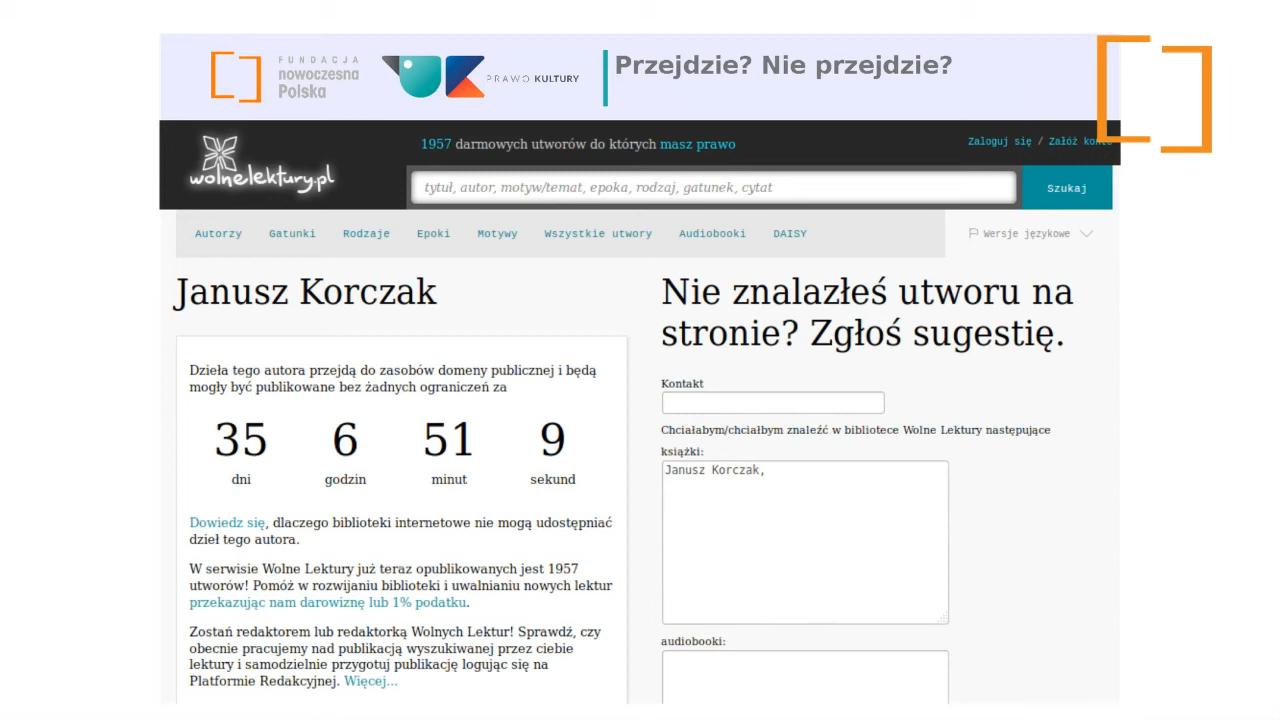 FUNDACJA
nowoczesna
Polska
PRAWO KULTURY
Przejdzie? Nie przejdzie?
wolnelektury.pl
1957 darmowych utworów do których masz prawo
Zaloguj się / Załóż konto
tytuł, autor, motyw/temat, epoka, rodzaj, gatunek, cytat
Szukaj
Autorzy Gatunki Rodzaje Epoki Motywy Wszystkie utwory Audiobooki DAISY
Wersje językowe
Janusz Korczak
Dzieła tego autora przejdą do zasobów domeny publicznej i będą
mogły być publikowane bez żadnych ograniczeń za
35 6 51 9
dni godzin minut sekund
Dowiedz się, dlaczego biblioteki internetowe nie mogą udostępniać
dzieł tego autora.
W serwisie Wolne Lektury już teraz opublikowanych jest 1957
utworów! Pomóż w rozwijaniu biblioteki i uwalnianiu nowych lektur
przekazując nam darowiznę lub 1% podatku.
Zostań redaktorem lub redaktorką Wolnych Lektur! Sprawdź, czy
obecnie pracujemy nad publikacją wyszukiwanej przez ciebie
lektury i samodzielnie przygotuj publikację logując się na
Platformie Redakcyjnej. Więcej...
Nie znalazłeś utworu na
stronie? Zgłoś sugestię.
Kontakt
Chciałabym/chciałbym znaleźć w bibliotece Wolne Lektury następujące
książki:
Janusz Korczak,
audiobooki: